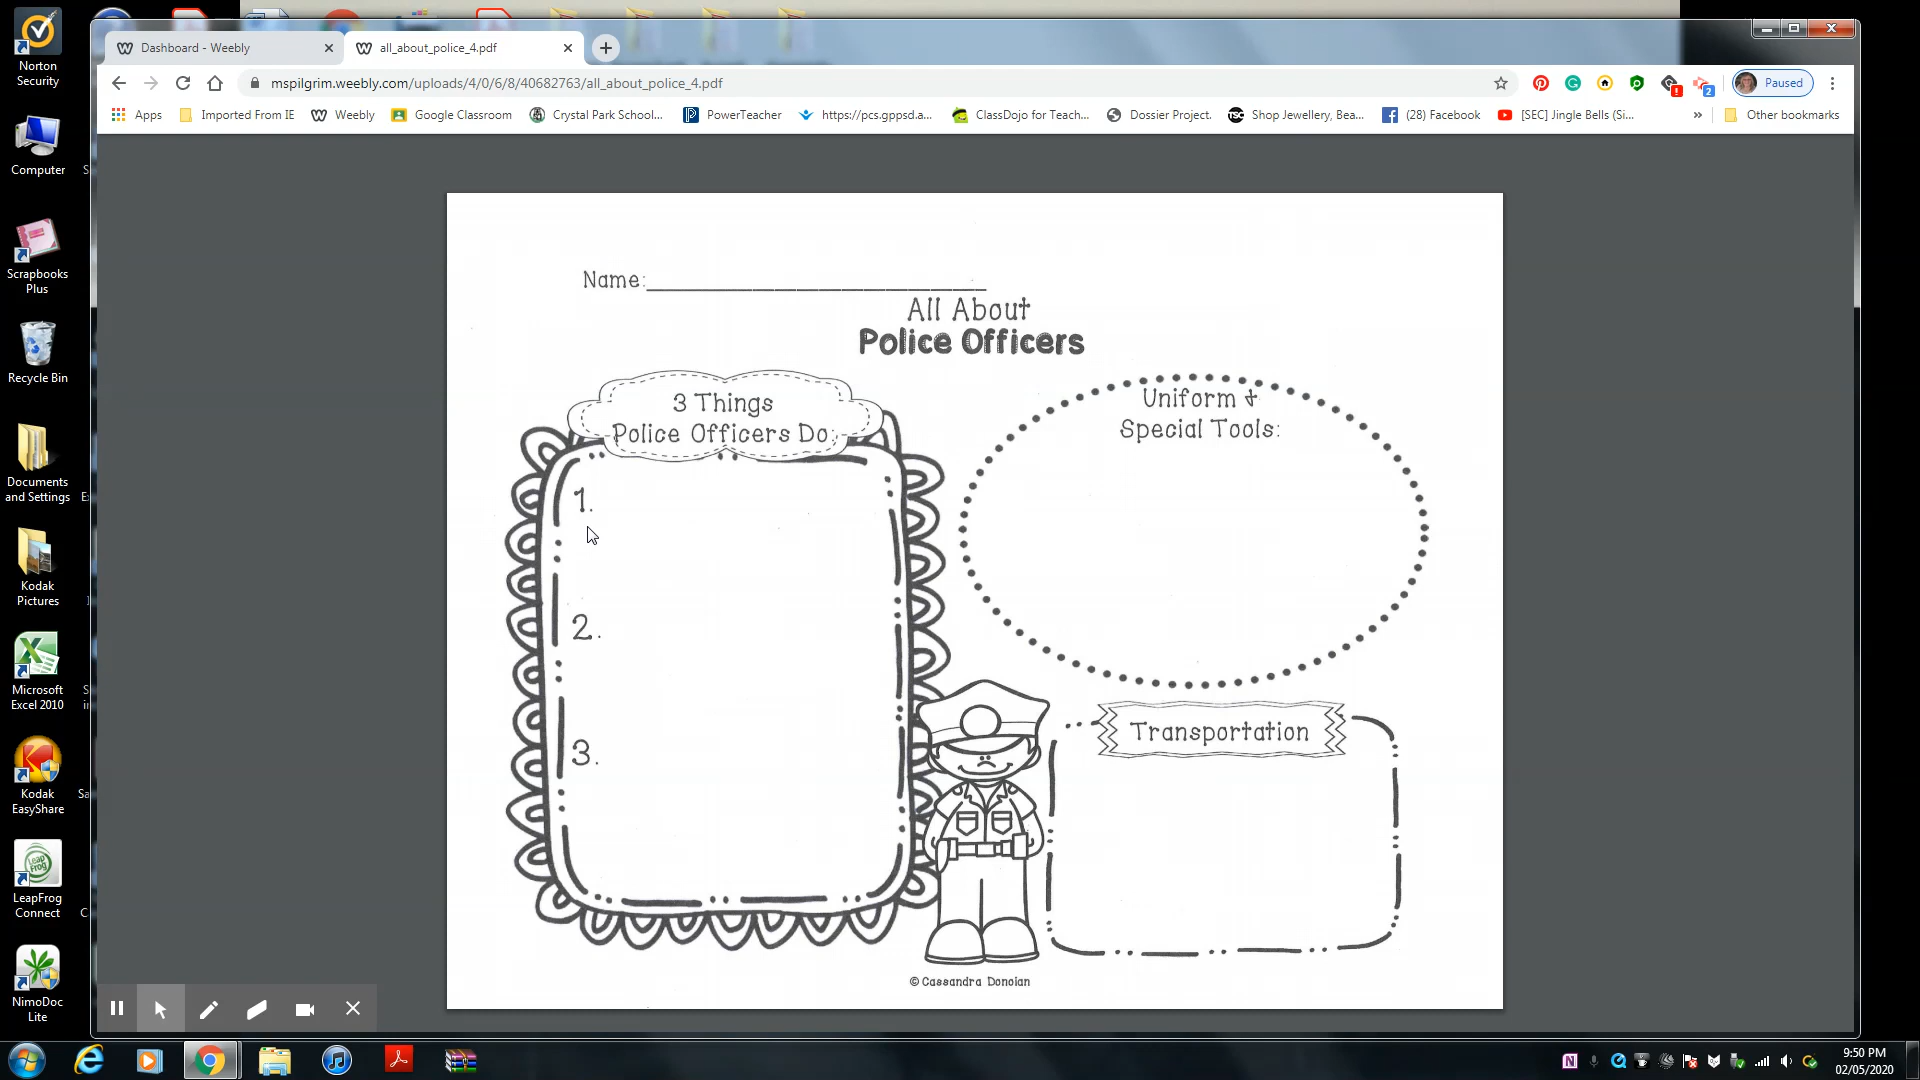 Norton
Security
Computer
Scrapbooks
Plus
Recycle Bin
Documents
and Settings
Kodak
Pictures
Microsoft
Excel 2010
Kodak
EasyShare
LeapFrog
Connect
NimoDoc
Lite
Dashboard - Weebly
all_about_police_4.pdf
mspilgrim.weebly.com/uploads/4/0/6/8/40682763/all_about_police_4.pdf
Paused
Apps
Imported From IE
Weebly
Google Classroom
Crystal Park School...
PowerTeacher
https://pcs.gppsd.a...
ClassDojo for Teach...
Dossier Project.
Shop Jewellery, Bea...
(28) Facebook
[SEC] Jingle Bells (Si...
Other bookmarks
Name:
All About
Police Officers
3 Things
Police Officers Do:
1.
2.
3.
Uniform &
Special Tools:
Transportation
© Cassandra Donoian
9:50 PM
02/05/2020